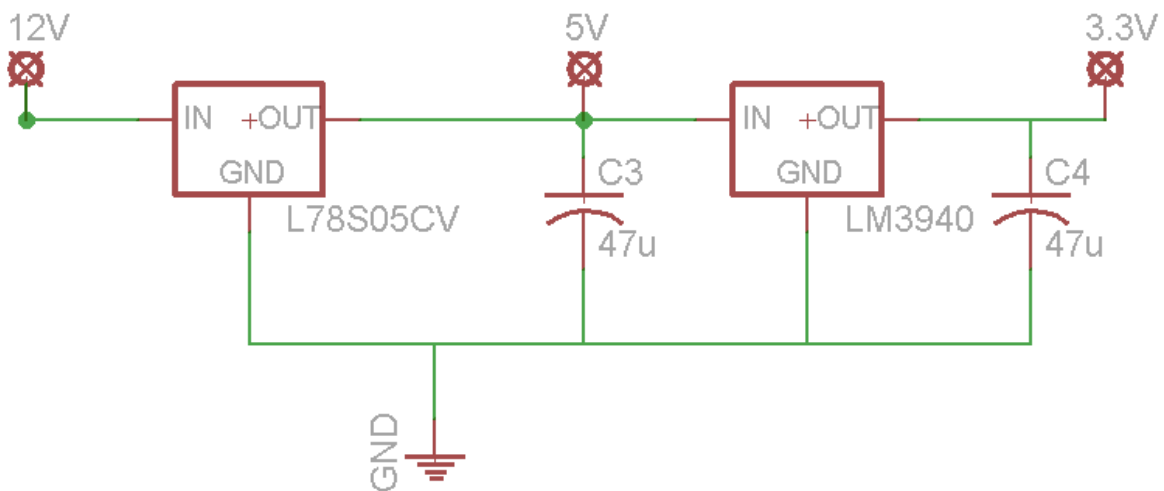 12V
5V
3.3V
IN +OUT
GND
L78S05CV
C3
47u
IN +OUT
GND
LM3940
C4
47u
GND